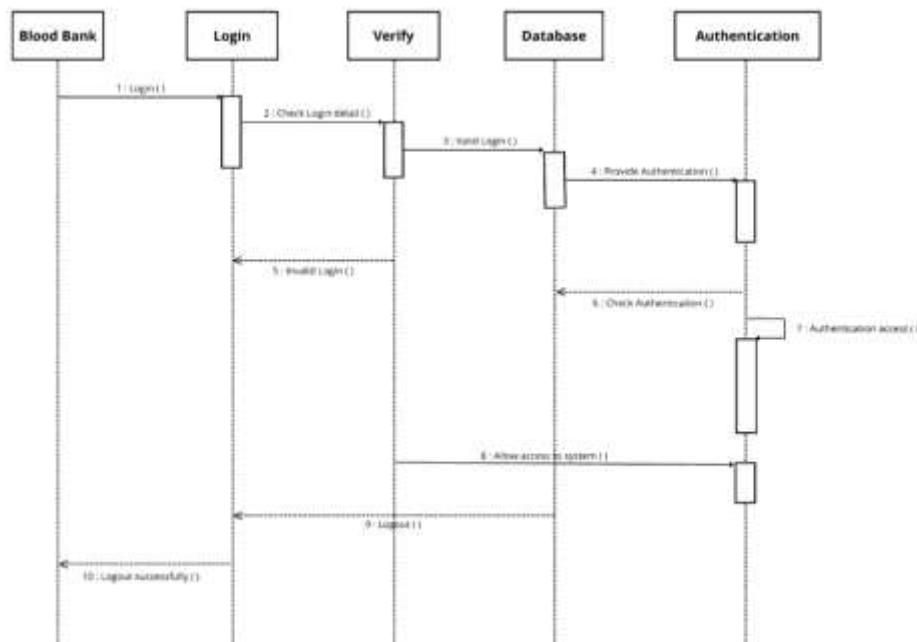 Blood Bank
Login
Verify
Database
Authentication
1 : Login ( )
2 : Check Login detail ( )
3 : Valid Login ( )
4 : Provide Authentication ( )
5 : Invalid Login ( )
6 : Check Authentication ( )
7 : Authentication access ( )
8 : Allow access to system ( )
9 : Logout ( )
10 : Logout successfully ( )